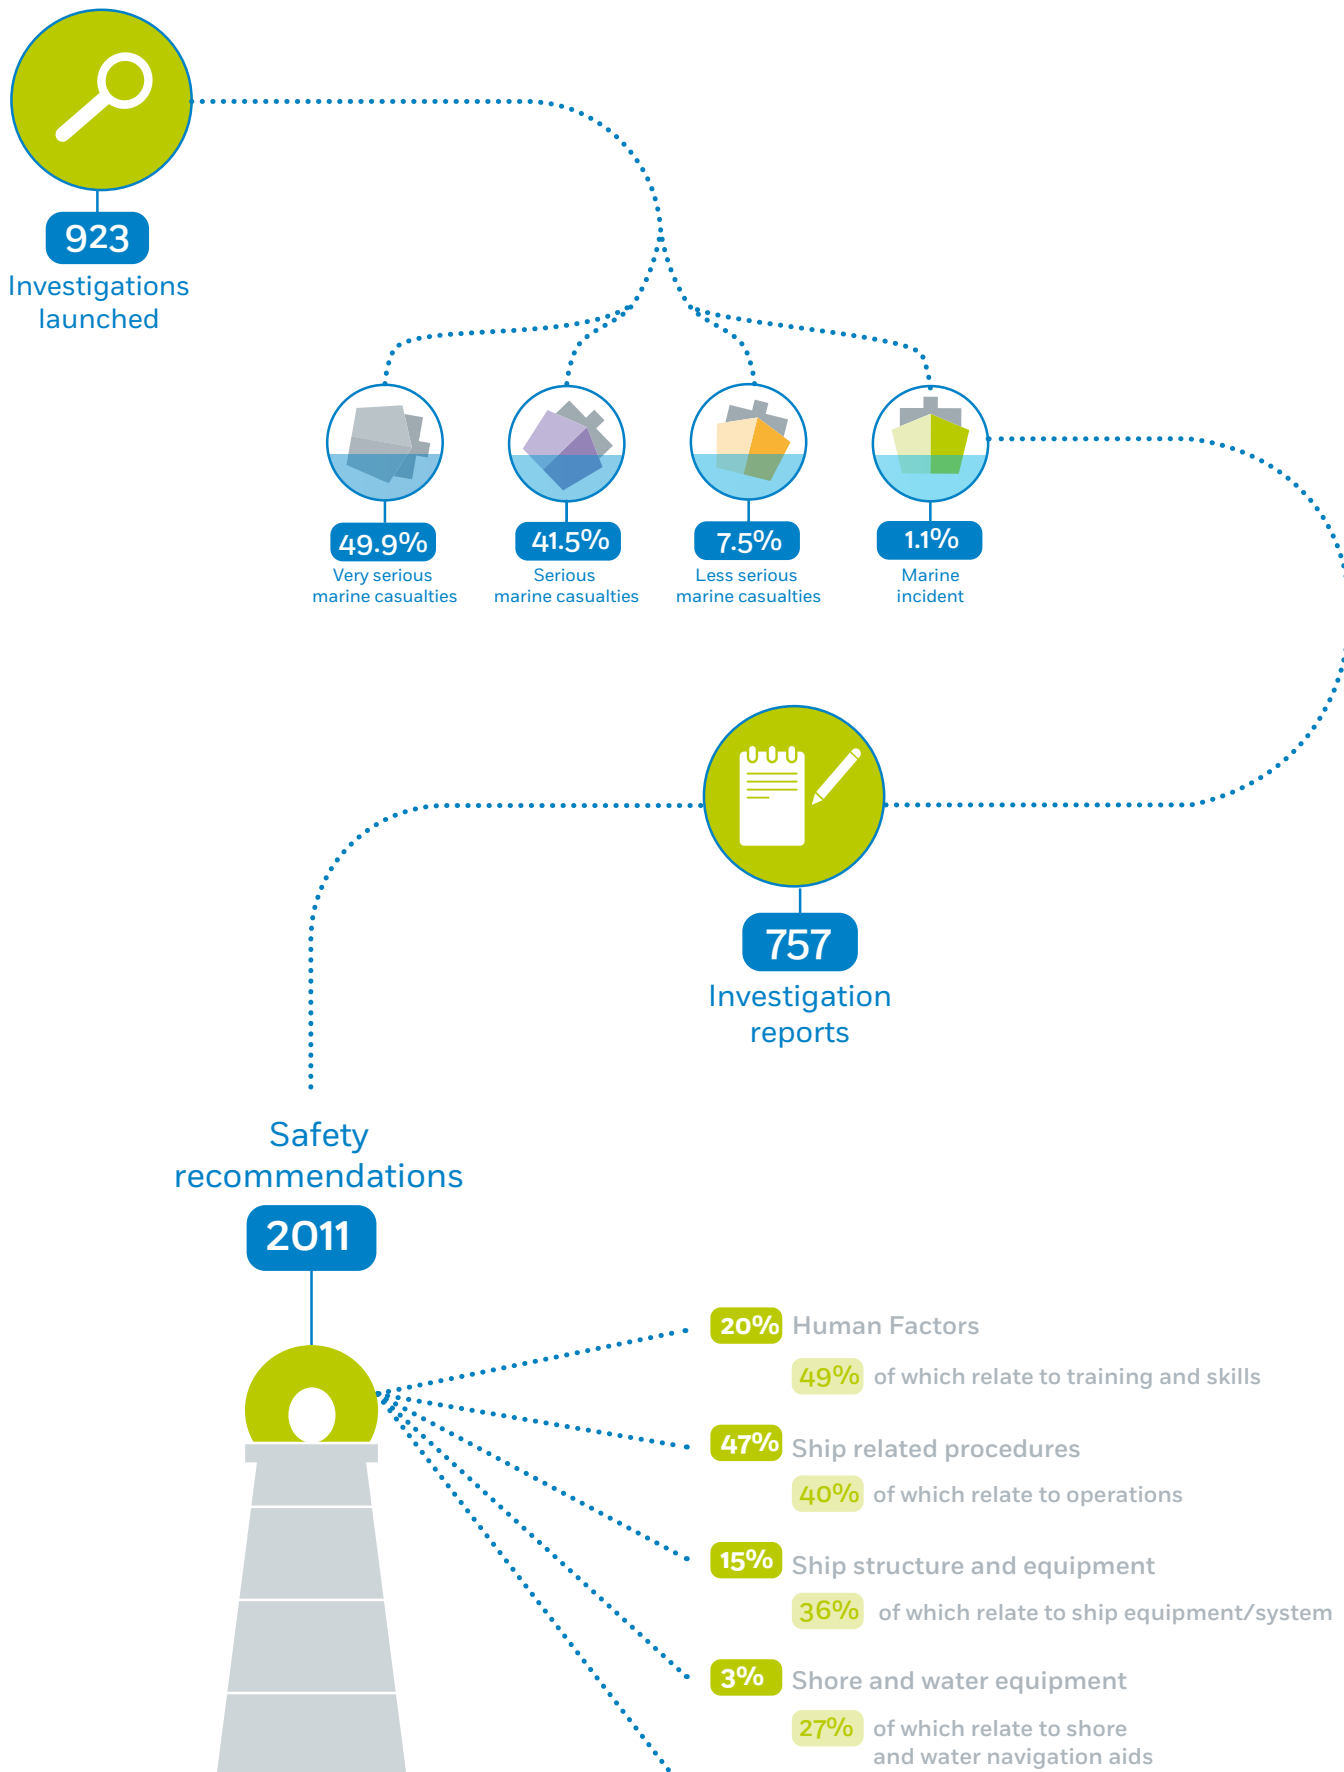 923
Investigations
launched
49.9%
Very serious
marine casualties
41.5%
Serious
marine casualties
7.5%
Less serious
marine casualties
1.1%
Marine
incident
757
Investigation
reports
Safety
recommendations
2011
20% Human Factors
49% of which relate to training and skills
47% Ship related procedures
40% of which relate to operations
15% Ship structure and equipment
36% of which relate to ship equipment/system
3% Shore and water equipment
27% of which relate to shore
and water navigation aids